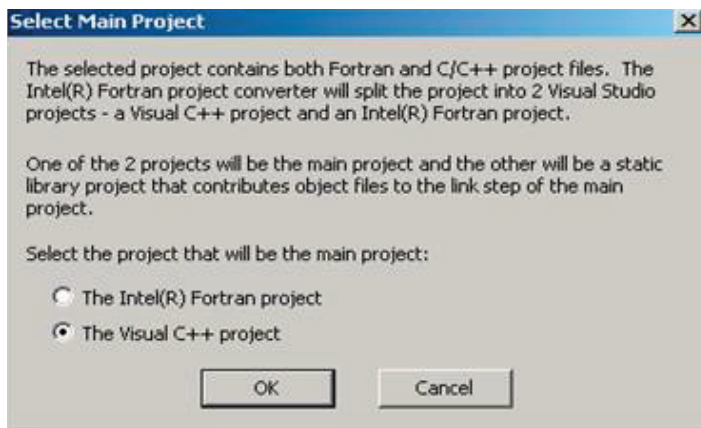 Select Main Project
The selected project contains both Fortran and C/C++ project files.  The
Intel(R) Fortran project converter will split the project into 2 Visual Studio
projects - a Visual C++ project and an Intel(R) Fortran project.
One of the 2 projects will be the main project and the other will be a static
library project that contributes object files to the link step of the main
project.
Select the project that will be the main project:
The Intel(R) Fortran project
The Visual C++ project
OK Cancel